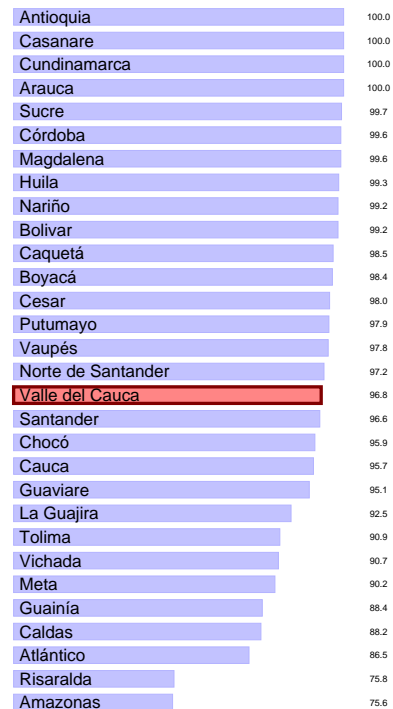 Antioquia 100.0
Casanare 100.0
Cundinamarca 100.0
Arauca 100.0
Sucre 99.7
Córdoba 99.6
Magdalena 99.6
Huila 99.3
Nariño 99.2
Bolivar 99.2
Caquetá 98.5
Boyacá 98.4
Cesar 98.0
Putumayo 97.9
Vaupés 97.8
Norte de Santander 97.2
Valle del Cauca 96.8
Santander 96.6
Chocó 95.9
Cauca 95.7
Guaviare 95.1
La Guajira 92.5
Tolima 90.9
Vichada 90.7
Meta 90.2
Guainía 88.4
Caldas 88.2
Atlántico 86.5
Risaralda 75.8
Amazonas 75.6